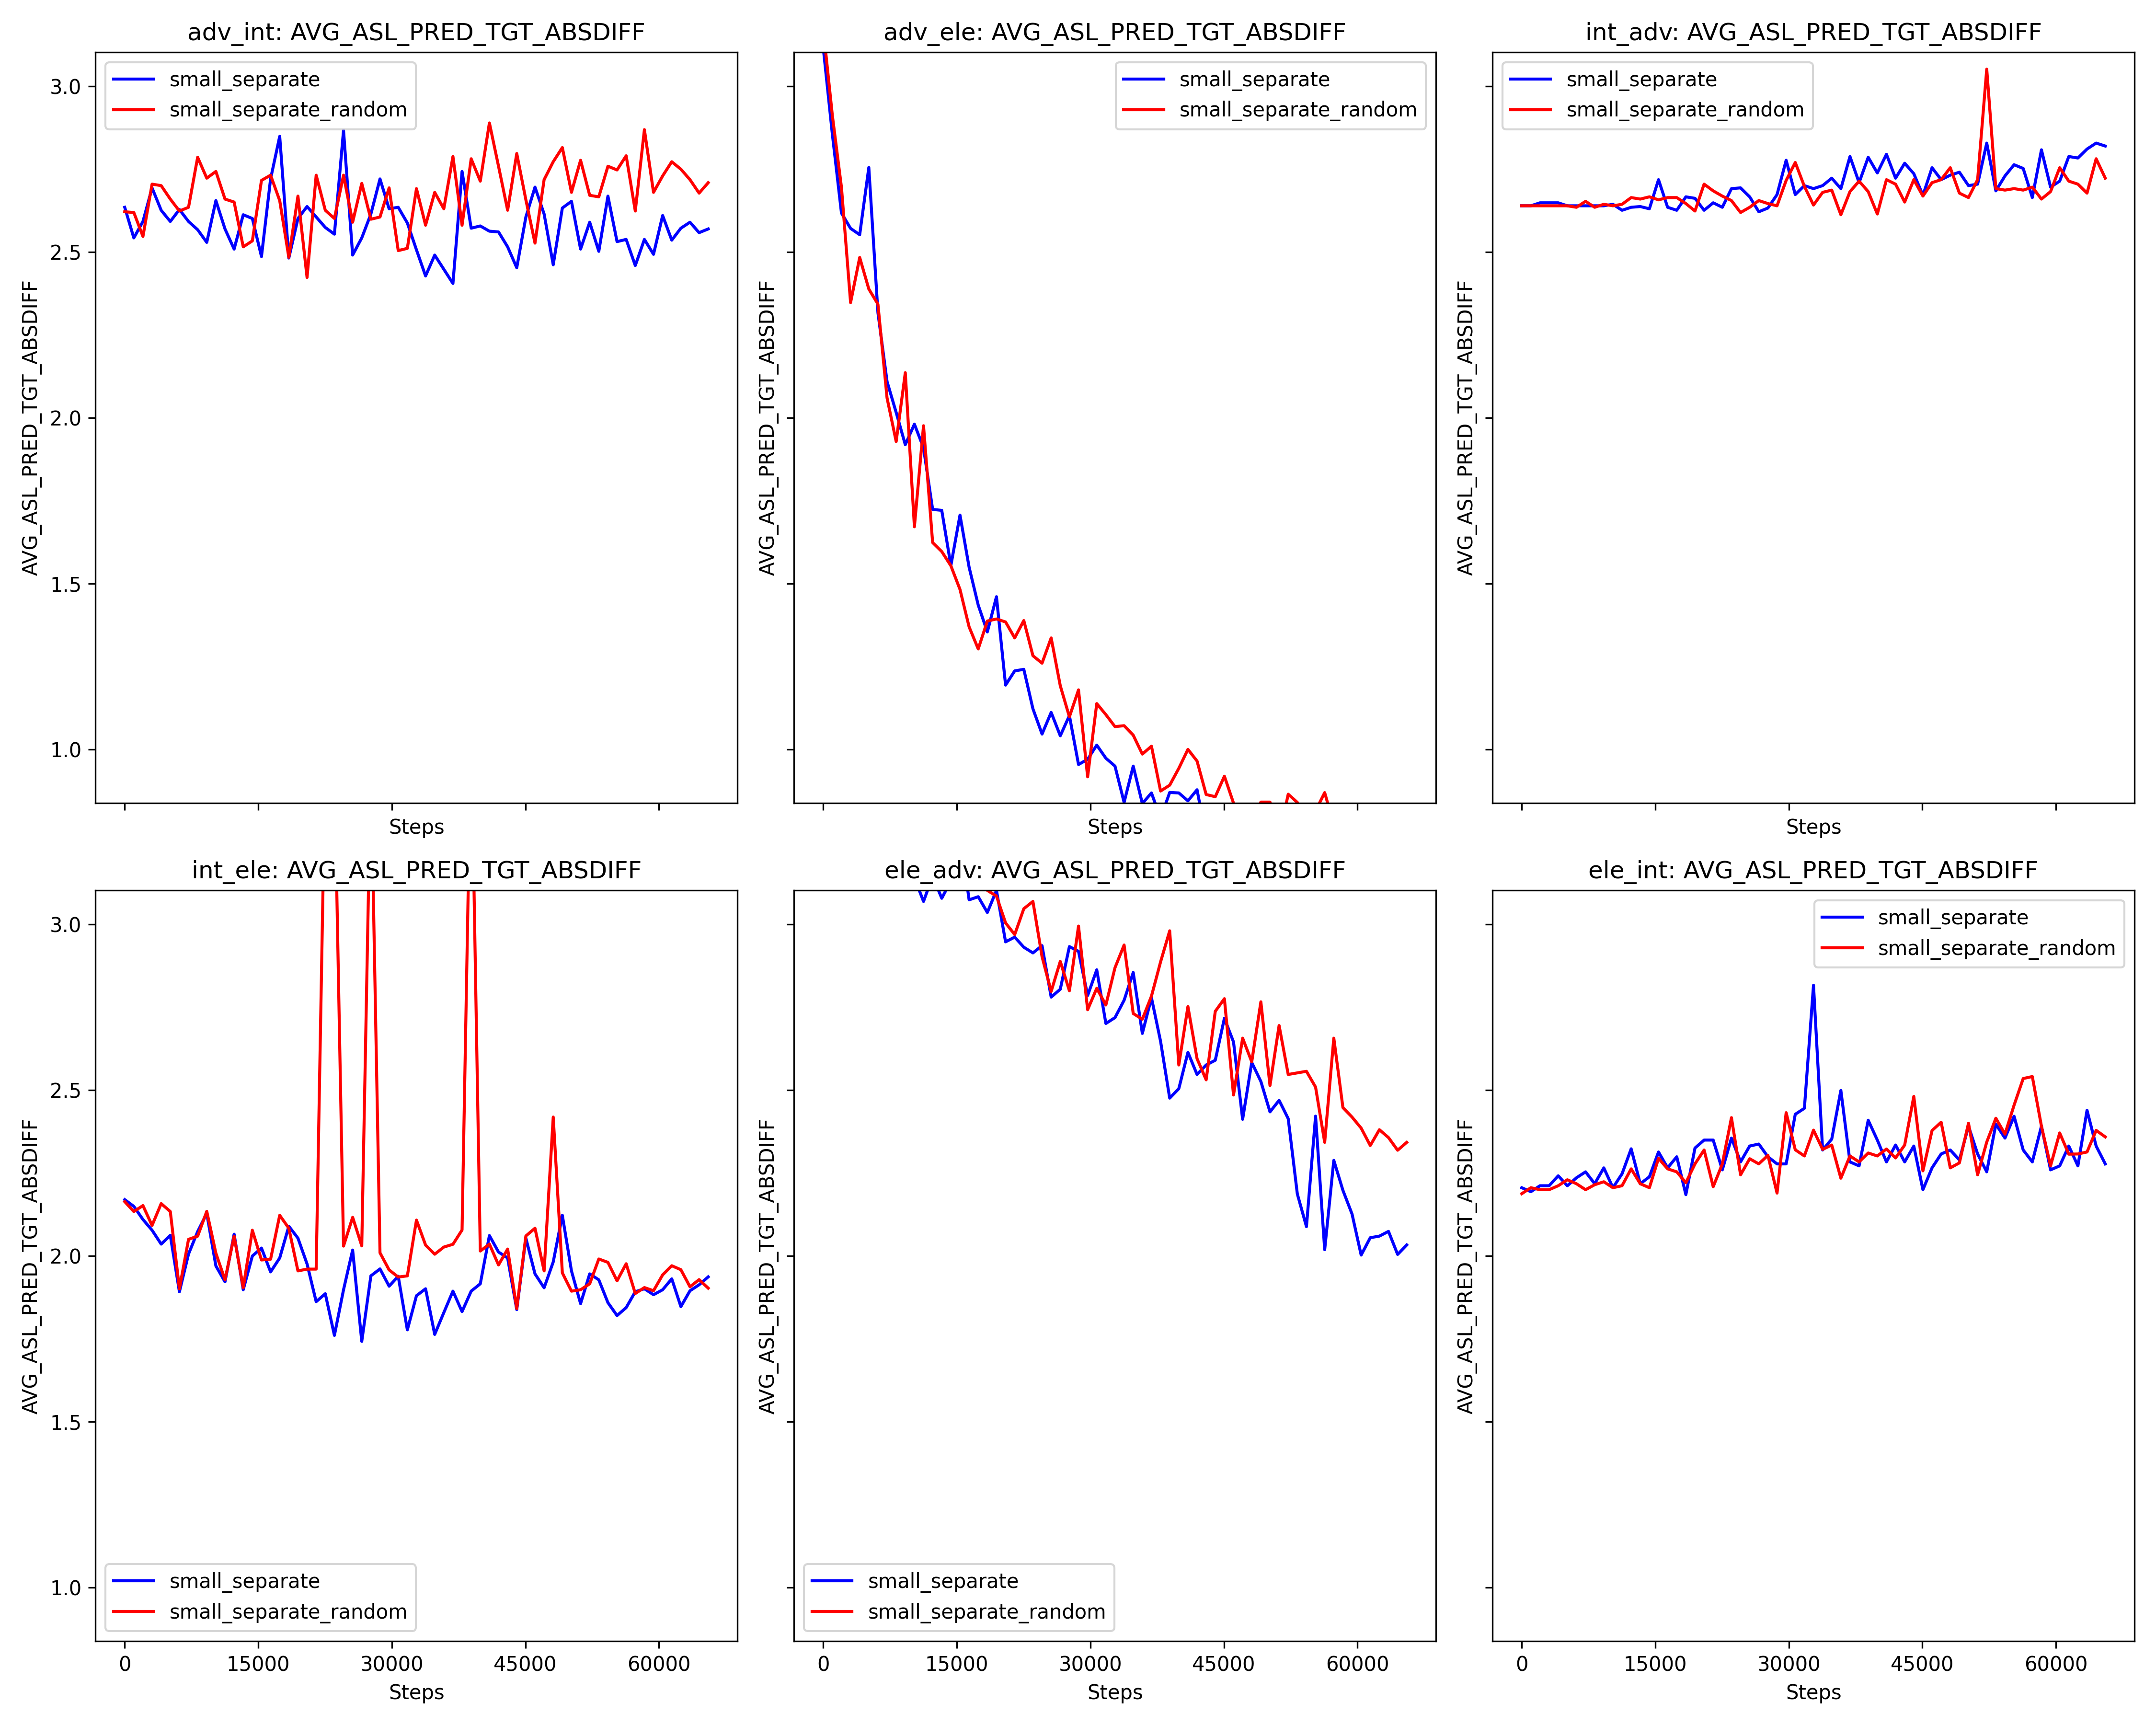 adv_int: AVG_ASL_PRED_TGT_ABSDIFF
adv_ele: AVG_ASL_PRED_TGT_ABSDIFF
int_adv: AVG_ASL_PRED_TGT_ABSDIFF
small_separate
small_separate_random
small_separate
small_separate_random
small_separate
small_separate_random
AVG_ASL_PRED_TGT_ABSDIFF
AVG_ASL_PRED_TGT_ABSDIFF
AVG_ASL_PRED_TGT_ABSDIFF
3.0
2.5
2.0
1.5
1.0
Steps
Steps
Steps
int_ele: AVG_ASL_PRED_TGT_ABSDIFF
ele_adv: AVG_ASL_PRED_TGT_ABSDIFF
ele_int: AVG_ASL_PRED_TGT_ABSDIFF
small_separate
small_separate_random
AVG_ASL_PRED_TGT_ABSDIFF
AVG_ASL_PRED_TGT_ABSDIFF
AVG_ASL_PRED_TGT_ABSDIFF
3.0
2.5
2.0
1.5
1.0
small_separate
small_separate_random
small_separate
small_separate_random
0 15000 30000 45000 60000
0 15000 30000 45000 60000
0 15000 30000 45000 60000
Steps
Steps
Steps